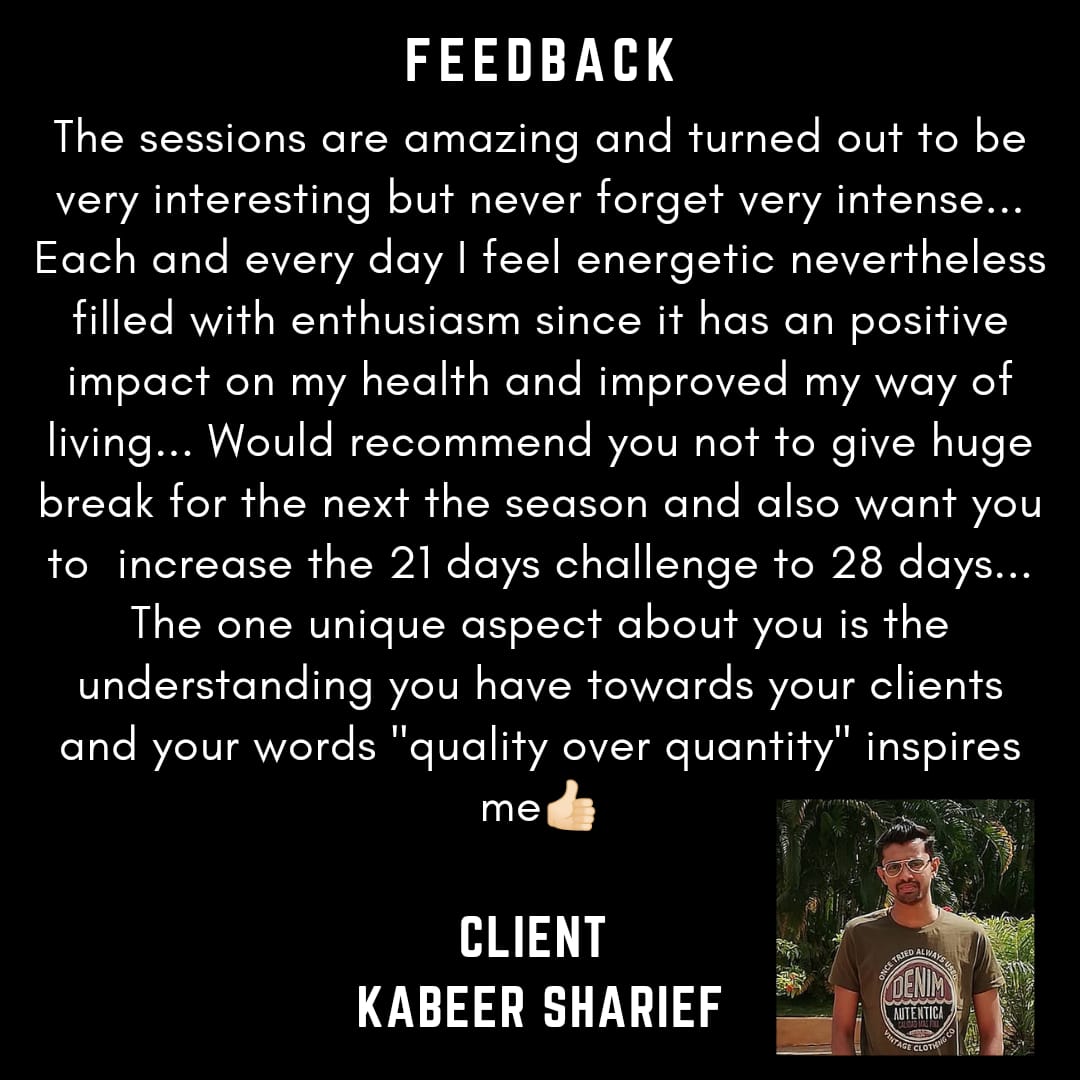 FEEDBACK
The sessions are amazing and turned out to be
very interesting but never forget very intense...
Each and every day I feel energetic nevertheless
filled with enthusiasm since it has an positive
impact on my health and improved my way of
living... Would recommend you not to give huge
break for the next the season and also want you
to  increase the 21 days challenge to 28 days...
The one unique aspect about you is the
understanding you have towards your clients
and your words "quality over quantity" inspires
me👍🏻
CLIENT
KABEER SHARIEF
ONCE TRIED ALWAYS USED
DENIM
AUTENTICA
CALIDAD MAS FINE
VINTAGE CLOTHING CO